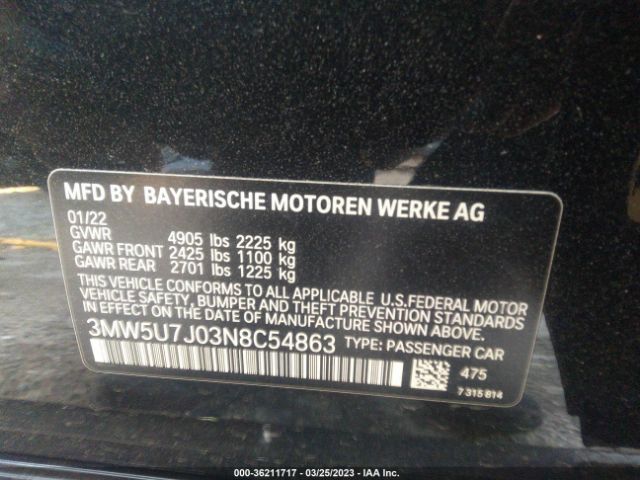 MFD BY BAYERISCHE MOTOREN WERKE AG
01/22
GVWR 4905 lbs 2225 kg
GAWR FRONT 2425 lbs 1100 kg
GAWR REAR 2701 lbs 1225 kg
THIS VEHICLE CONFORMS TO ALL APPLICABLE U.S.FEDERAL MOTOR
VEHICLE SAFETY, BUMPER AND THEFT PREVENTION STANDARDS
IN EFFECT ON THE DATE OF MANUFACTURE SHOWN ABOVE.
3MW5U7J03N8C54863 TYPE: PASSENGER CAR
475
7 315 814
000-36211717 / 03/25/2023 - IAA Inc.